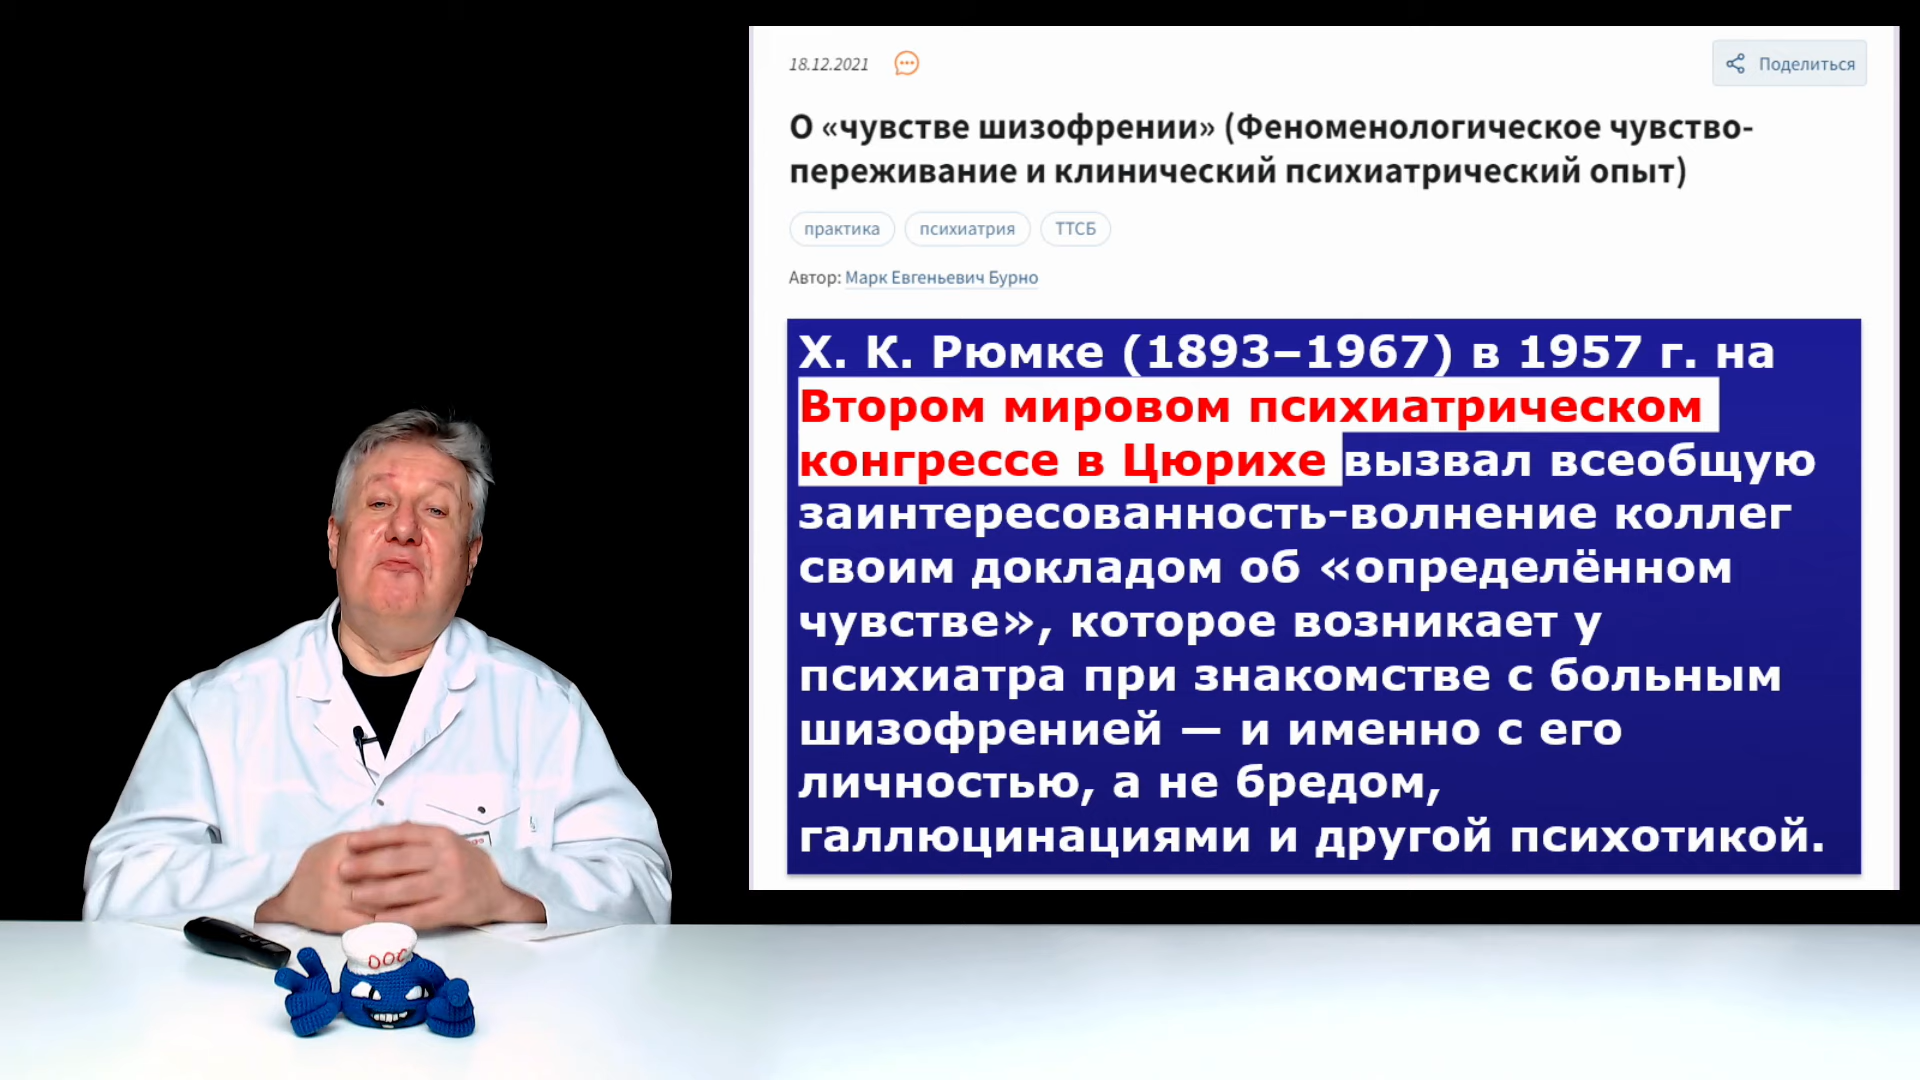 18.12.2021
Поделиться
О «чувстве шизофрении» (Феноменологическое чувство-
переживание и клинический психиатрический опыт)
практика психиатрия ТТСБ
Автор: Марк Евгеньевич Бурно
Х. К. Рюмке (1893–1967) в 1957 г. на
Втором мировом психиатрическом
конгрессе в Цюрихе вызвал всеобщую
заинтересованность-волнение коллег
своим докладом об «определённом
чувстве», которое возникает у
психиатра при знакомстве с больным
шизофренией — и именно с его
личностью, а не бредом,
галлюцинациями и другой психотикой.
DOC